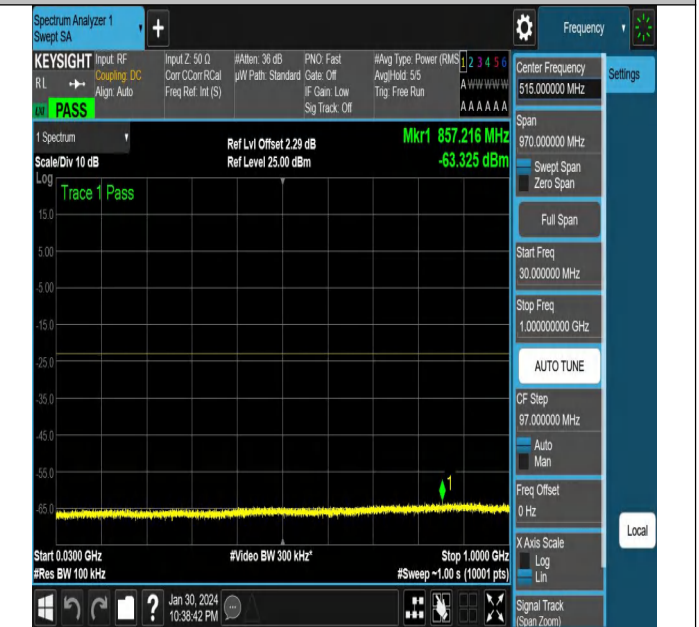 Spectrum Analyzer 1
Swept SA
+
Frequency
KEYSIGHT
RL
PASS
Input: RF
Coupling: DC
Align: Auto
Input Z: 50 Ω
Corr CCorr RCal
Freq Ref: Int (S)
#Atten: 36 dB
µW Path: Standard
PNO: Fast
Gate: Off
IF Gain: Low
Sig Track: Off
#Avg Type: Power (RMS
Avg|Hold: 5/5
Trig: Free Run
1 2 3 4 5 6
A W W W W W
A A A A A A
1 Spectrum
Scale/Div 10 dB
Ref Lvl Offset 2.29 dB
Ref Level 25.00 dBm
Mkr1 857.216 MHz
-63.325 dBm
Log
Trace 1 Pass
15.0
5.00
-5.00
-15.0
-25.0
-35.0
-45.0
-55.0
-65.0
1
Start 0.0300 GHz
#Res BW 100 kHz
#Video BW 300 kHz*
Stop 1.0000 GHz
#Sweep ~1.00 s (10001 pts)
Jan 30, 2024
10:38:42 PM
?
Center Frequency
515.000000 MHz
Settings
Span
970.000000 MHz
Swept Span
Zero Span
Full Span
Start Freq
30.000000 MHz
Stop Freq
1.000000000 GHz
AUTO TUNE
CF Step
97.000000 MHz
Auto
Man
Freq Offset
0 Hz
Local
X Axis Scale
Log
Lin
Signal Track
(Span Zoom)